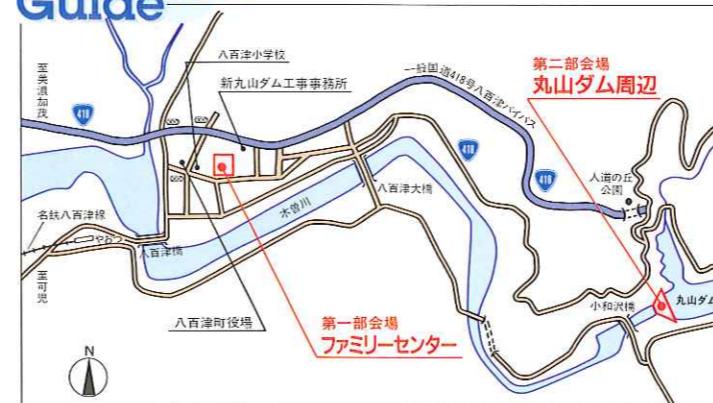 Guide
至美濃加茂
418
八百津小学校
新丸山ダム工事事務所
一般国道418号八百津バイパス
第二部会場
丸山ダム周辺
418
418
人道の丘
公園
名鉄八百津線
やおつ
八百津橋
木曽川
八百津大橋
至可児
小和沢橋
丸山ダム
八百津町役場
第一部会場
ファミリーセンター
N